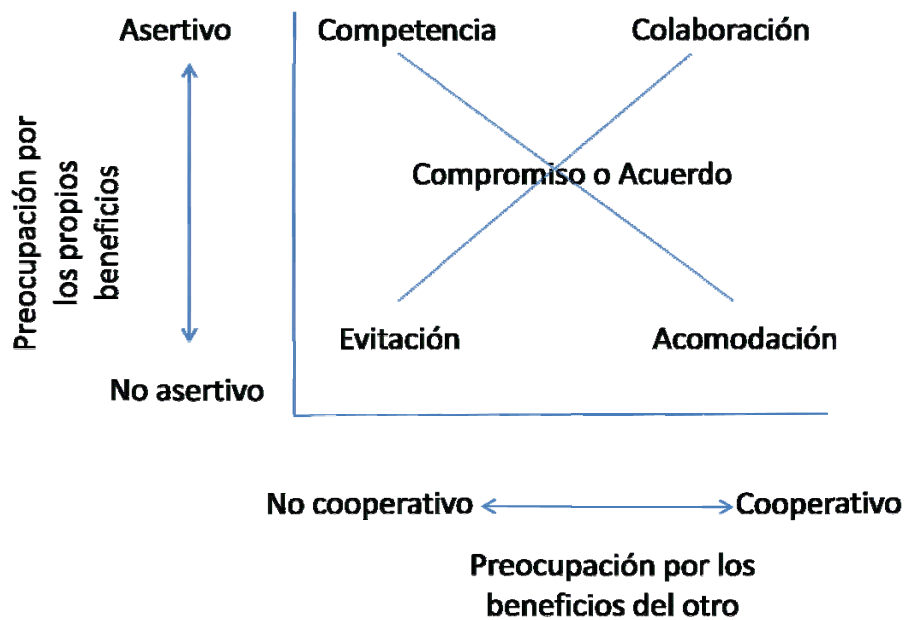 Asertivo
Competencia
Colaboración
Preocupación por
los propios
beneficios
Compromiso o Acuerdo
Evitación
Acomodación
No asertivo
No cooperativo
Cooperativo
Preocupación por los
beneficios del otro